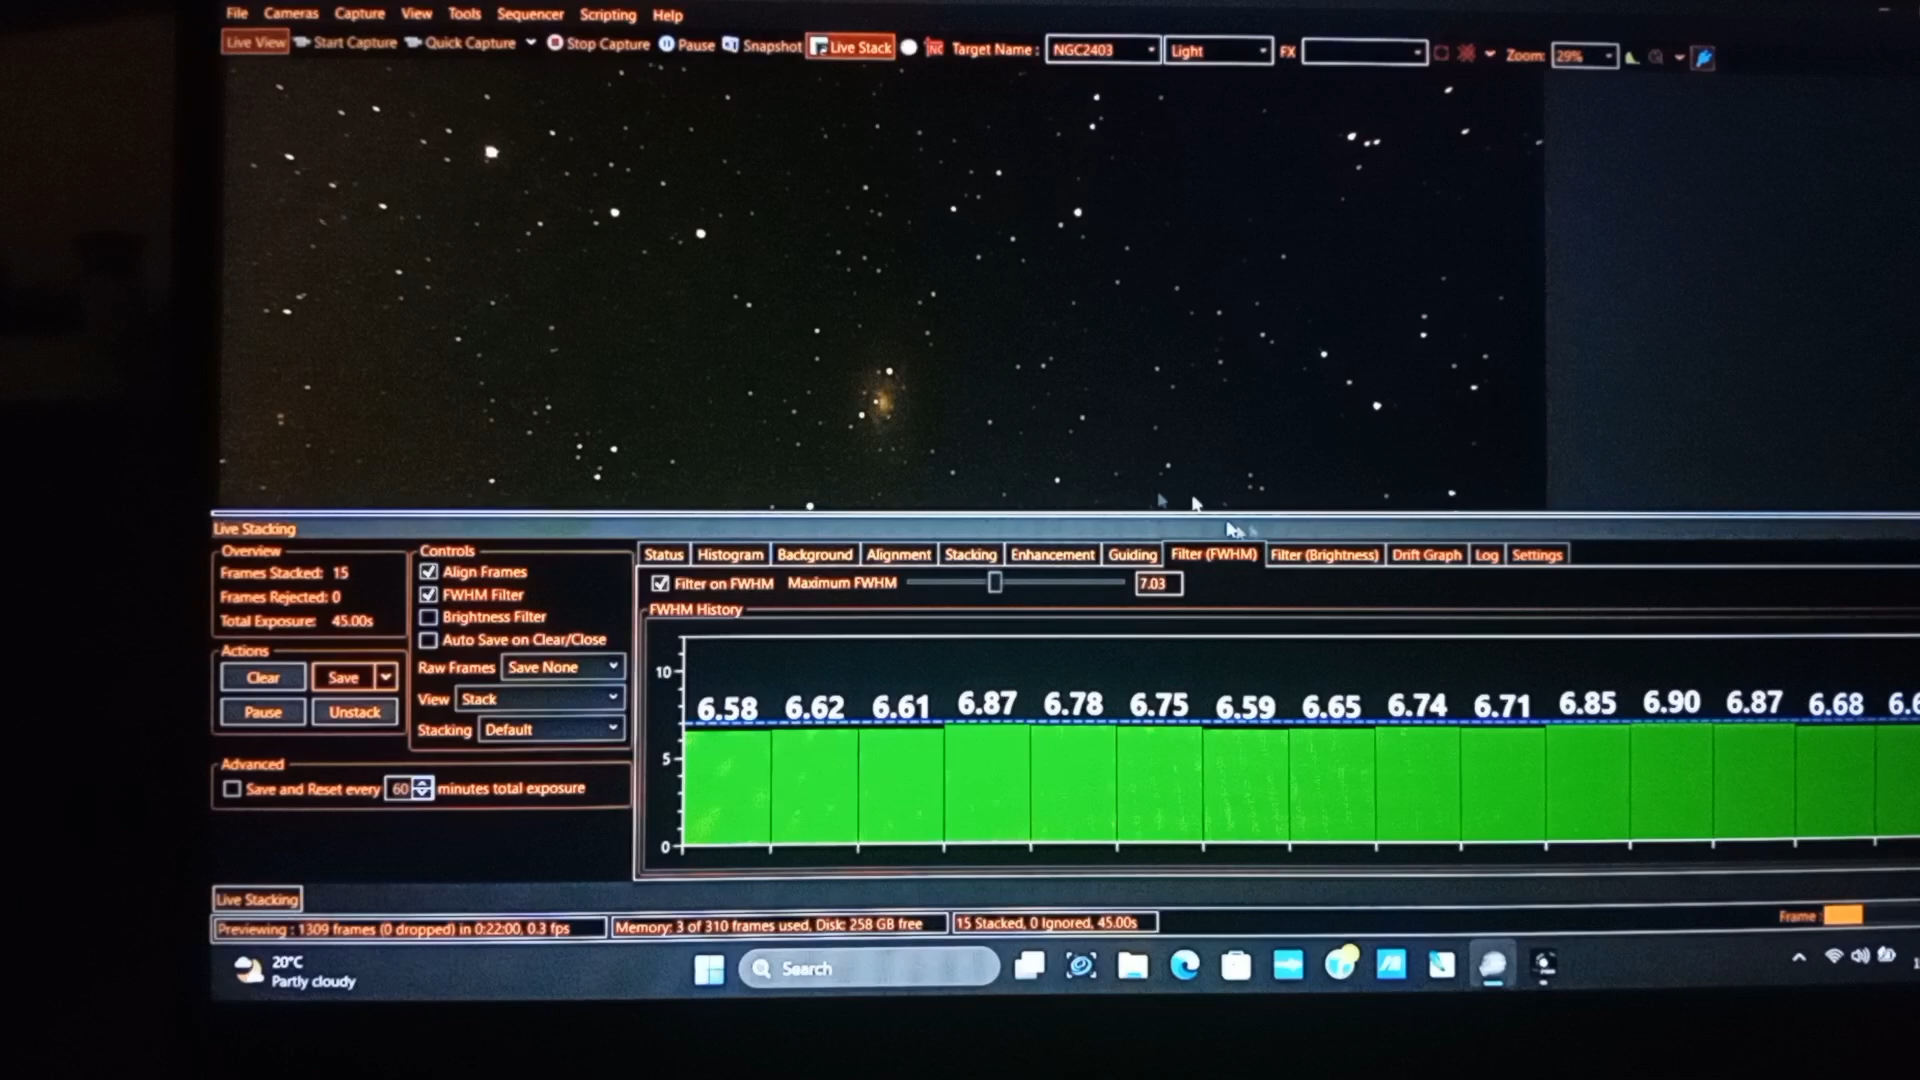 File Cameras Capture View Tools Sequencer Scripting Help
Live View Start Capture Quick Capture Stop Capture Pause Snapshot Live Stack Target Name : NGC2403 Light FX Zoom: 29%
Live Stacking
Overview
Frames Stacked: 15
Frames Rejected: 0
Total Exposure: 45.00s
Actions
Clear Save
Pause Unstack
Controls
Align Frames
FWHM Filter
Brightness Filter
Auto Save on Clear/Close
Raw Frames Save None
View Stack
Stacking Default
Advanced
Save and Reset every 60 minutes total exposure
Status Histogram Background Alignment Stacking Enhancement Guiding Filter (FWHM) Filter (Brightness) Drift Graph Log Settings
Filter on FWHM Maximum FWHM 7.03
FWHM History
10
6.58 6.62 6.61 6.87 6.78 6.75 6.59 6.65 6.74 6.71 6.85 6.90 6.87 6.68
5
0
Live Stacking
Previewing : 1309 frames (0 dropped) in 0:22:00, 0.3 fps Memory: 3 of 310 frames used, Disk: 258 GB free 15 Stacked, 0 Ignored, 45.00s Frame :
20°C
Partly cloudy
Search